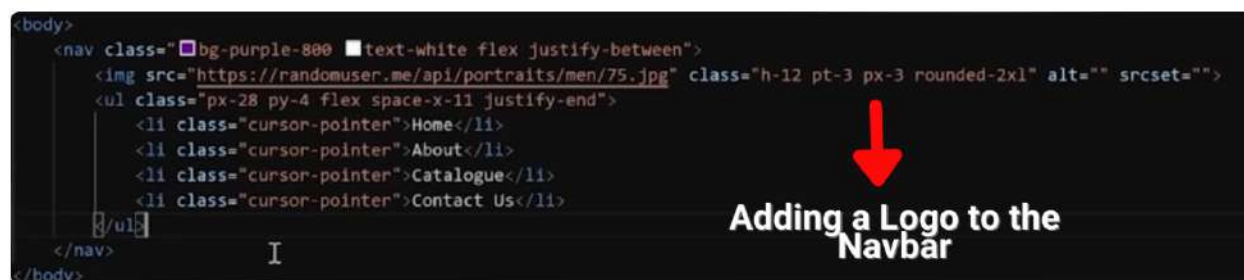 <body>
<nav class="bg-purple-800 text-white flex justify-between">
<img src="https://randomuser.me/api/portraits/men/75.jpg" class="h-12 pt-3 px-3 rounded-2xl" alt="" srcset="">
<ul class="px-28 py-4 flex space-x-11 justify-end">
<li class="cursor-pointer">Home</li>
<li class="cursor-pointer">About</li>
<li class="cursor-pointer">Catalogue</li>
<li class="cursor-pointer">Contact Us</li>
</ul>
</nav>
</body>
Adding a Logo to the
Navbar